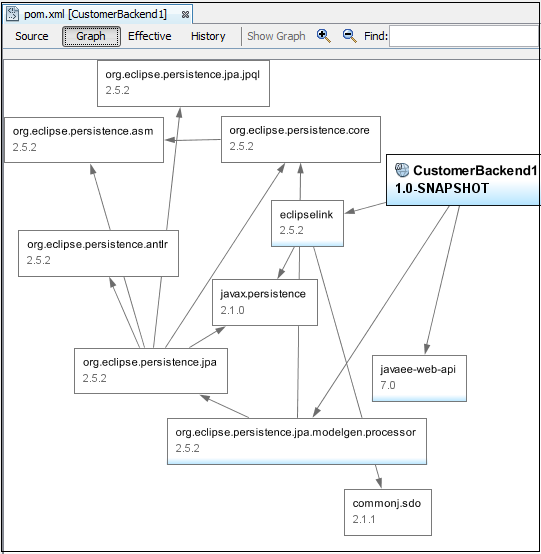 pom.xml [CustomerBackend1]
Source Graph Effective History Show Graph Find:
org.eclipse.persistence.jpa.jpql
2.5.2
org.eclipse.persistence.asm
2.5.2
org.eclipse.persistence.core
2.5.2
CustomerBackend1
1.0-SNAPSHOT
eclipselink
2.5.2
org.eclipse.persistence.antlr
2.5.2
javax.persistence
2.1.0
org.eclipse.persistence.jpa
2.5.2
javaee-web-api
7.0
org.eclipse.persistence.jpa.modelgen.processor
2.5.2
commonj.sdo
2.1.1